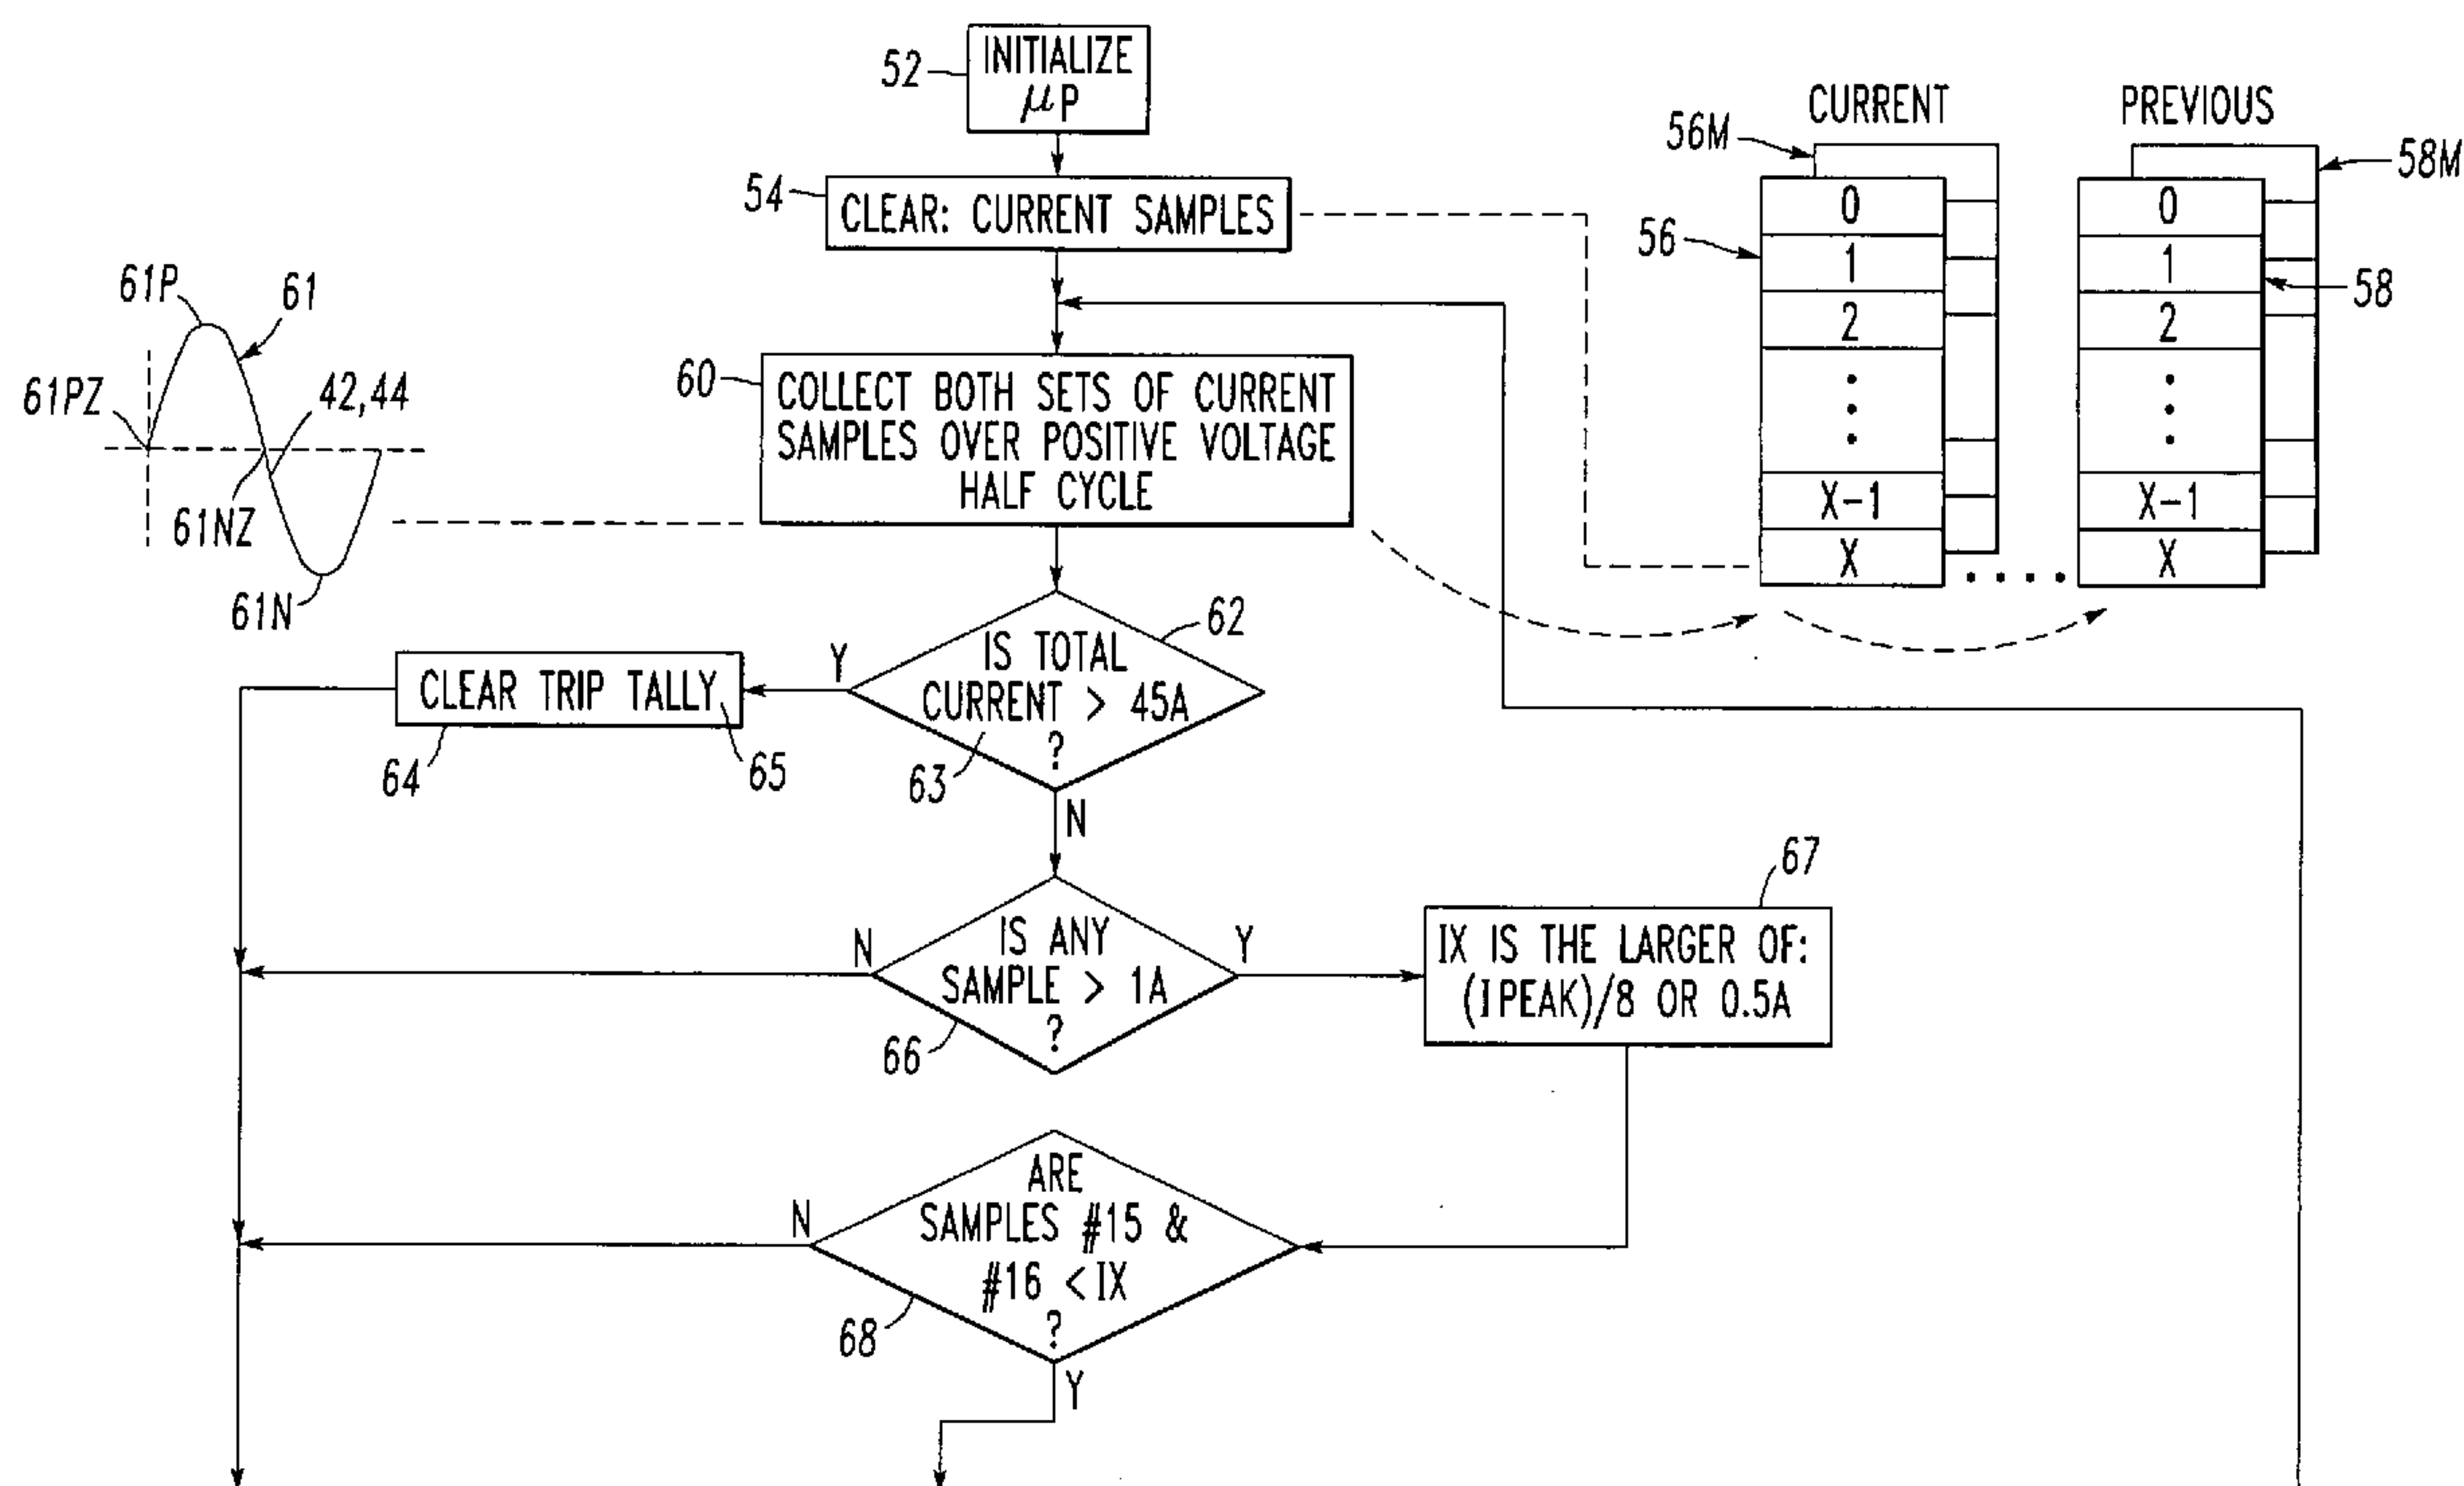 52
INITIALIZE
μP
54
CLEAR: CURRENT SAMPLES
CURRENT
PREVIOUS
56M
58M
56
58
0
1
2
X-1
X
0
1
2
X-1
X
61P
61
61PZ
42,44
61NZ
61N
60
COLLECT BOTH SETS OF CURRENT
SAMPLES OVER POSITIVE VOLTAGE
HALF CYCLE
62
IS TOTAL
CURRENT > 45A
?
63
Y
N
CLEAR TRIP TALLY
64
65
IS ANY
SAMPLE > 1A
?
66
N
Y
67
IX IS THE LARGER OF:
(IPEAK)/8 OR 0.5A
ARE
SAMPLES #15 &
#16 <IX
?
68
N
Y